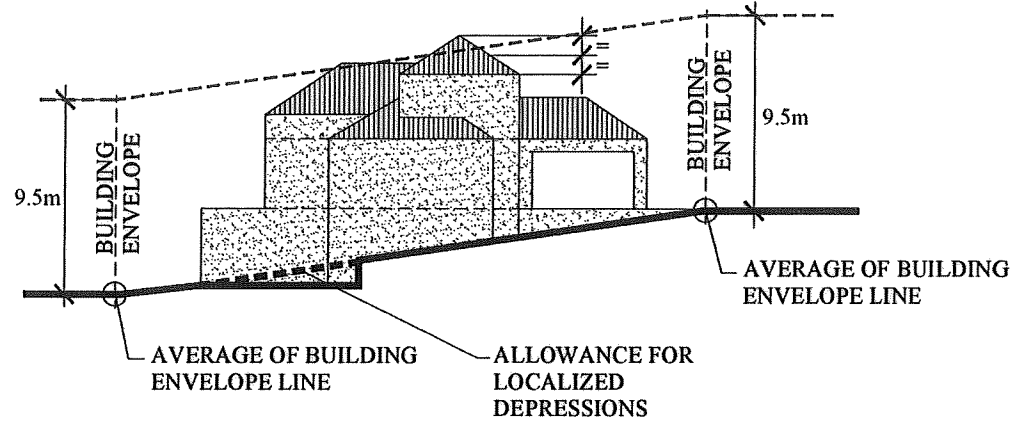 =
=
BUILDING
ENVELOPE
9.5m
BUILDING
ENVELOPE
9.5m
AVERAGE OF BUILDING
ENVELOPE LINE
AVERAGE OF BUILDING
ENVELOPE LINE
ALLOWANCE FOR
LOCALIZED
DEPRESSIONS